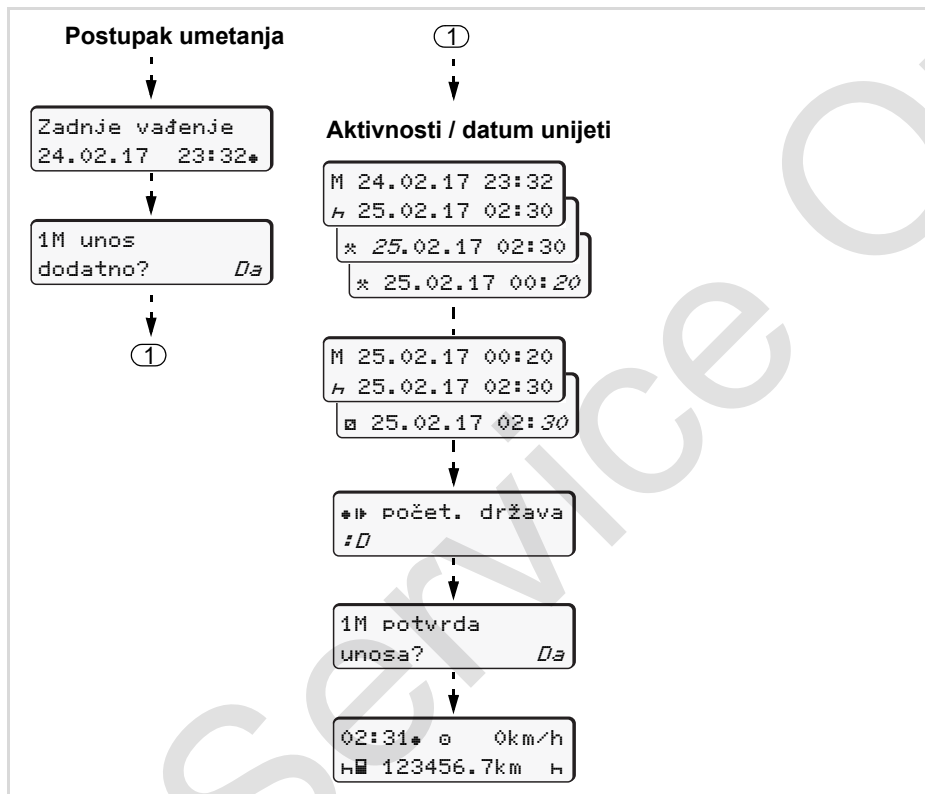 Postupak umetanja
Zadnje vađenje
24.02.17 23:32
1M unos
dodatno? Da
1
1
Aktivnosti / datum unijeti
M 24.02.17 23:32
25.02.17 02:30
25.02.17 02:30
25.02.17 00:20
M 25.02.17 00:20
25.02.17 02:30
25.02.17 02:30
počet. država
:D
1M potvrda
unosa? Da
02:31 0km/h
123456.7km
Service O